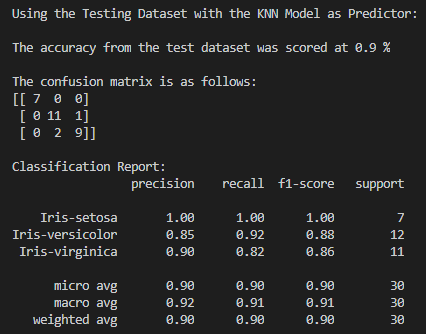 Using the Testing Dataset with the KNN Model as Predictor:
The accuracy from the test dataset was scored at 0.9 %
The confusion matrix is as follows:
[[ 7  0  0]
 [ 0 11  1]
 [ 0  2  9]]
Classification Report:
precision    recall  f1-score   support
Iris-setosa       1.00      1.00      1.00         7
Iris-versicolor       0.85      0.92      0.88        12
Iris-virginica       0.90      0.82      0.86        11
micro avg       0.90      0.90      0.90        30
macro avg       0.92      0.91      0.91        30
weighted avg       0.90      0.90      0.90        30